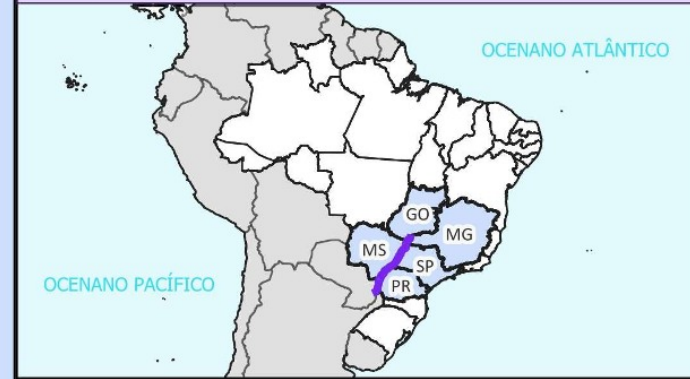 OCENANO ATLÂNTICO
GO
MG
MS
SP
PR
OCENANO PACÍFICO